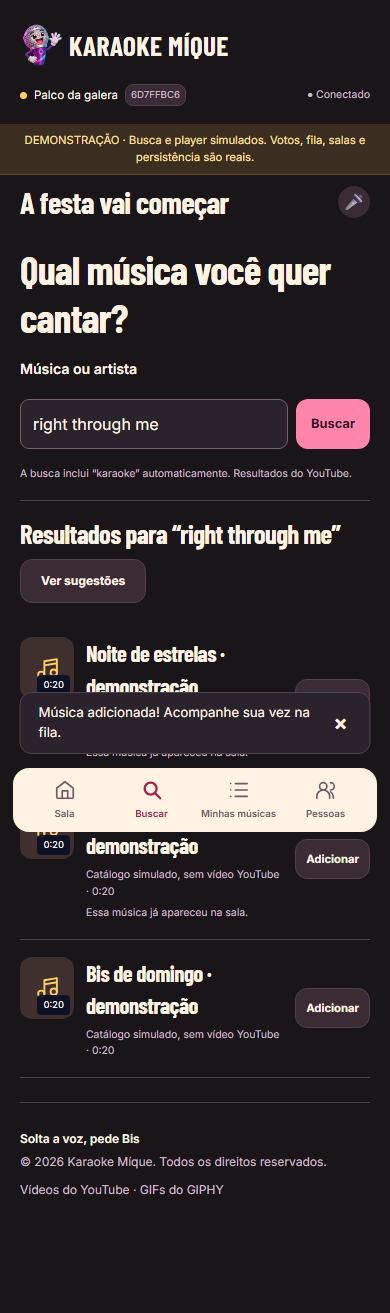 KARAOKE MÍQUE
Palco da galera 6D7FFBC6 • Conectado
DEMONSTRAÇÃO · Busca e player simulados. Votos, fila, salas e
persistência são reais.
A festa vai começar
Qual música você quer
cantar?
Música ou artista
right through me Buscar
A busca inclui “karaoke” automaticamente. Resultados do YouTube.
Resultados para “right through me”
Ver sugestões
Noite de estrelas ·
demonstração
0:20
Música adicionada! Acompanhe sua vez na
fila.
×
Essa música já apareceu na sala.
Sala Buscar Minhas músicas Pessoas
demonstração
0:20
Adicionar
Catálogo simulado, sem vídeo YouTube
· 0:20
Essa música já apareceu na sala.
Bis de domingo ·
demonstração
0:20
Adicionar
Catálogo simulado, sem vídeo YouTube
· 0:20
Solta a voz, pede Bis
© 2026 Karaoke Míque. Todos os direitos reservados.
Vídeos do YouTube · GIFs do GIPHY